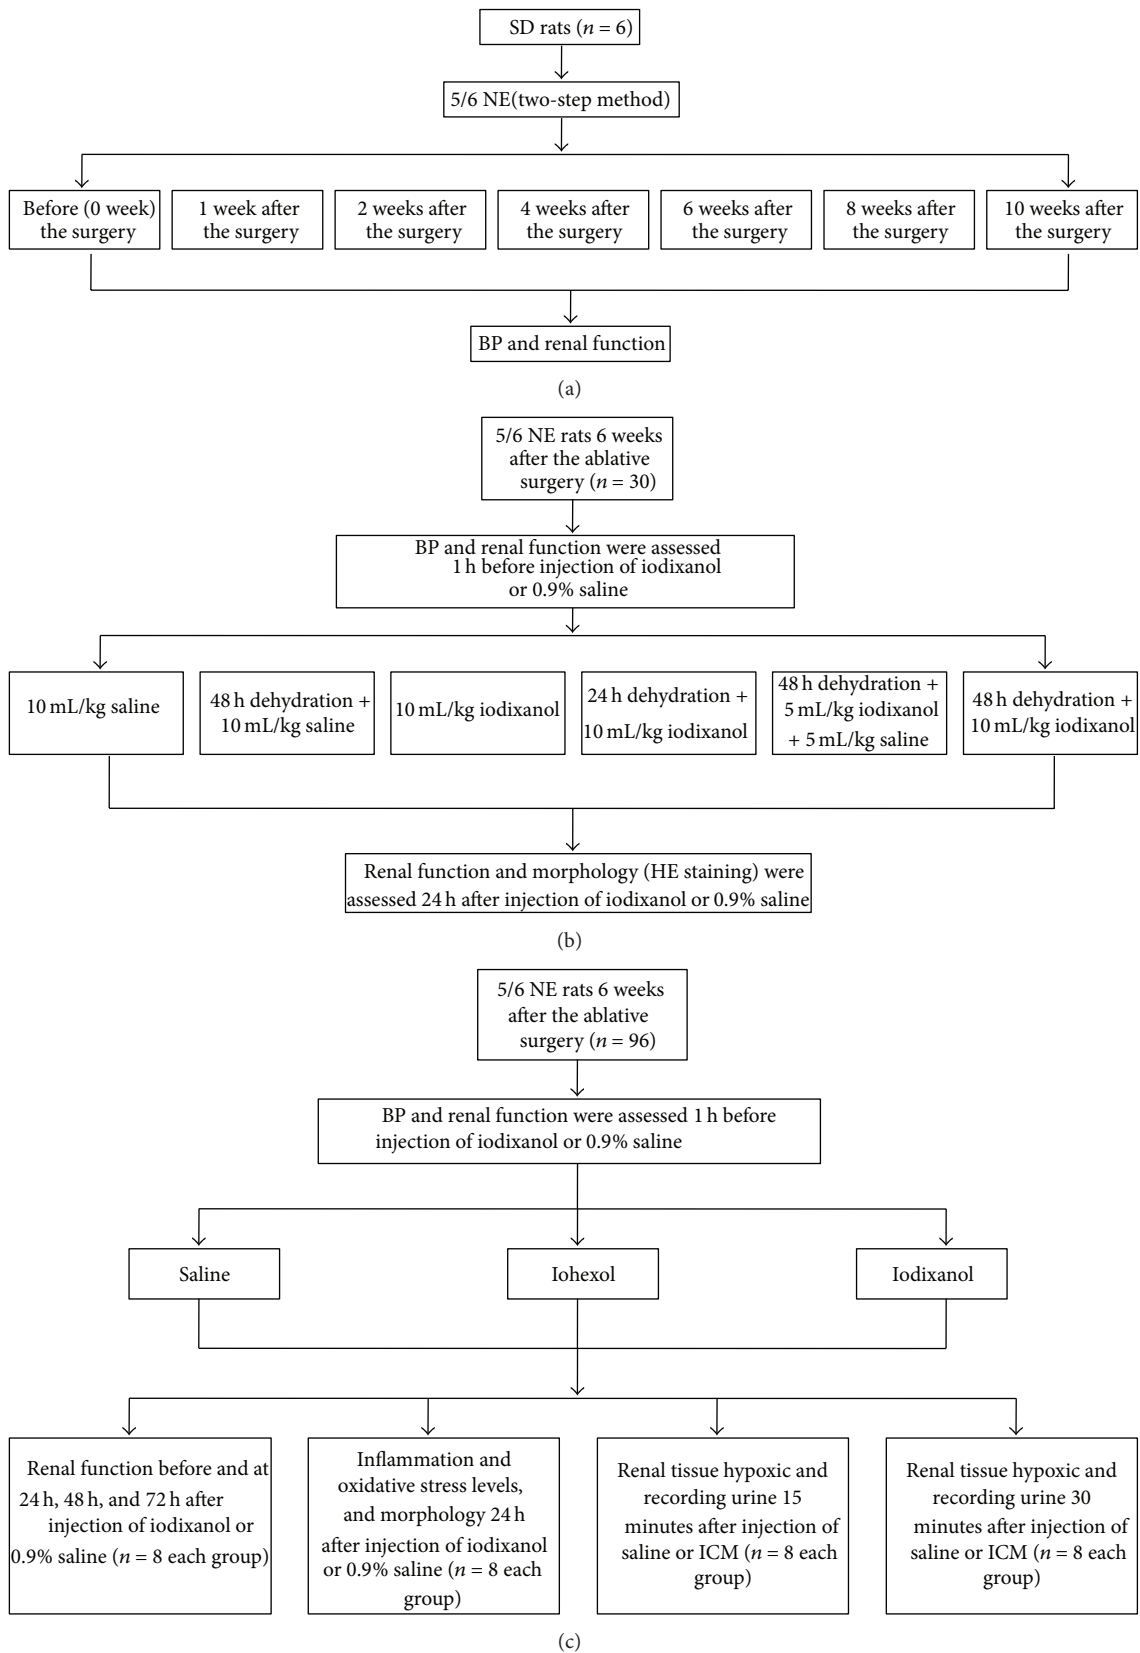 SD rats (n = 6)
5/6 NE(two-step method)
Before (0 week)
the surgery
1 week after
the surgery
2 weeks after
the surgery
4 weeks after
the surgery
6 weeks after
the surgery
8 weeks after
the surgery
10 weeks after
the surgery
BP and renal function
(a)
5/6 NE rats 6 weeks
after the ablative
surgery (n = 30)
BP and renal function were assessed
1 h before injection of iodixanol
or 0.9% saline
10 mL/kg saline
48 h dehydration +
10 mL/kg saline
10 mL/kg iodixanol
24 h dehydration +
10 mL/kg iodixanol
48 h dehydration +
5 mL/kg iodixanol
+ 5 mL/kg saline
48 h dehydration +
10 mL/kg iodixanol
Renal function and morphology (HE staining) were
assessed 24 h after injection of iodixanol or 0.9% saline
(b)
5/6 NE rats 6 weeks
after the ablative
surgery (n = 96)
BP and renal function were assessed 1 h before
injection of iodixanol or 0.9% saline
Saline
Iohexol
Iodixanol
Renal function before and at
24 h, 48 h, and 72 h after
injection of iodixanol or
0.9% saline (n = 8 each group)
Inflammation and
oxidative stress levels,
and morphology 24 h
after injection of iodixanol
or 0.9% saline (n = 8 each
group)
Renal tissue hypoxic and
recording urine 15
minutes after injection of
saline or ICM (n = 8 each
group)
Renal tissue hypoxic and
recording urine 30
minutes after injection of
saline or ICM (n = 8 each
group)
(c)